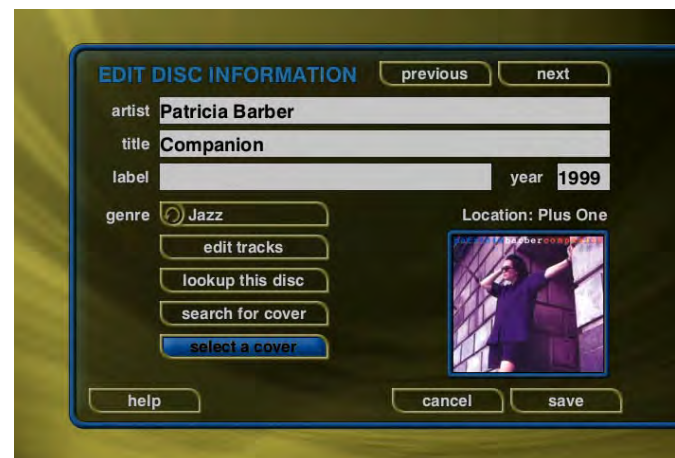 EDIT DISC INFORMATION previous next
artist Patricia Barber
title Companion
label year 1999
genre Jazz Location: Plus One
edit tracks
patriciabarbercompanion
lookup this disc
search for cover
select a cover
help cancel save